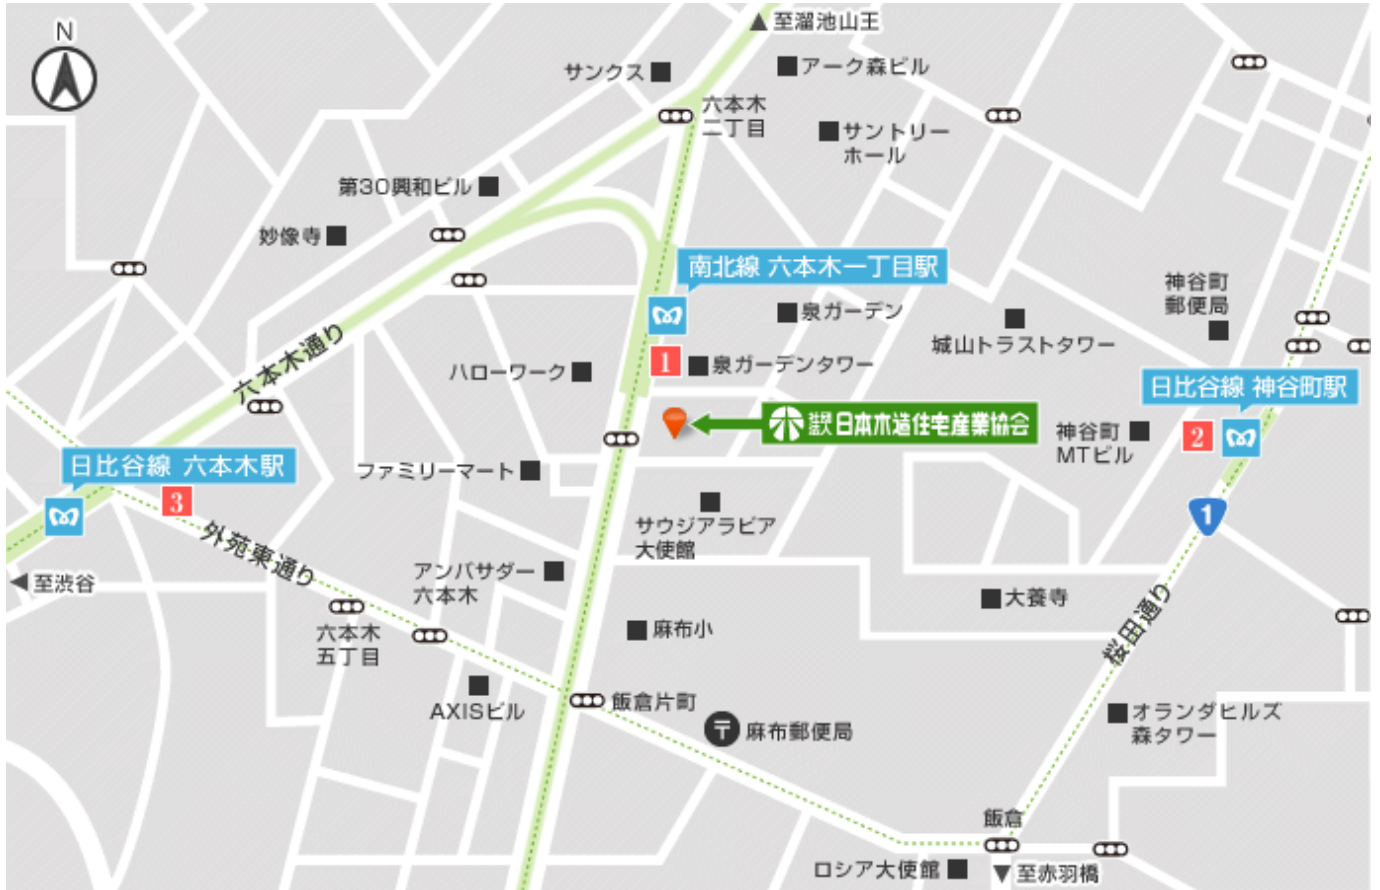 N
至溜池山王
サンクス
アーク森ビル
六本木
二丁目
サントリー
ホール
第30興和ビル
妙像寺
南北線 六本木一丁目駅
神谷町
郵便局
泉ガーデン
城山トラストタワー
六本木通り
ハローワーク
1
泉ガーデンタワー
日比谷線 神谷町駅
日本木造住宅産業協会
神谷町
MTビル
2
日比谷線 六本木駅
ファミリーマート
3
サウジアラビア
大使館
1
外苑東通り
至渋谷
アンバサダー
六本木
大養寺
桜田通り
六本木
五丁目
麻布小
AXISビル
飯倉片町
麻布郵便局
オランダヒルズ
森タワー
飯倉
ロシア大使館
至赤羽橋